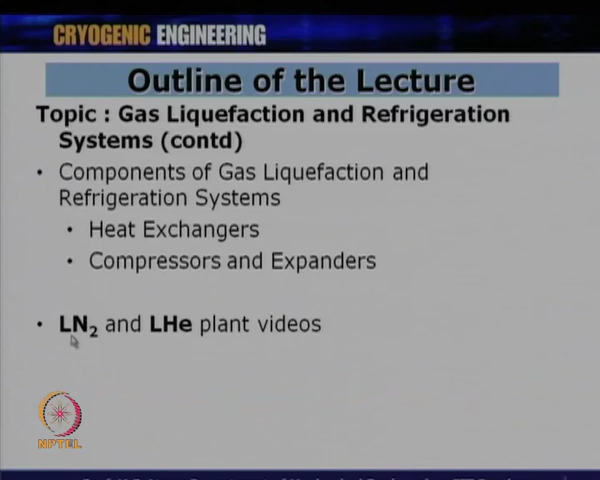 CRYOGENIC ENGINEERING
Outline of the Lecture
Topic : Gas Liquefaction and Refrigeration
Systems (contd)
• Components of Gas Liquefaction and
Refrigeration Systems
• Heat Exchangers
• Compressors and Expanders
• LN2 and LHe plant videos
NPTEL